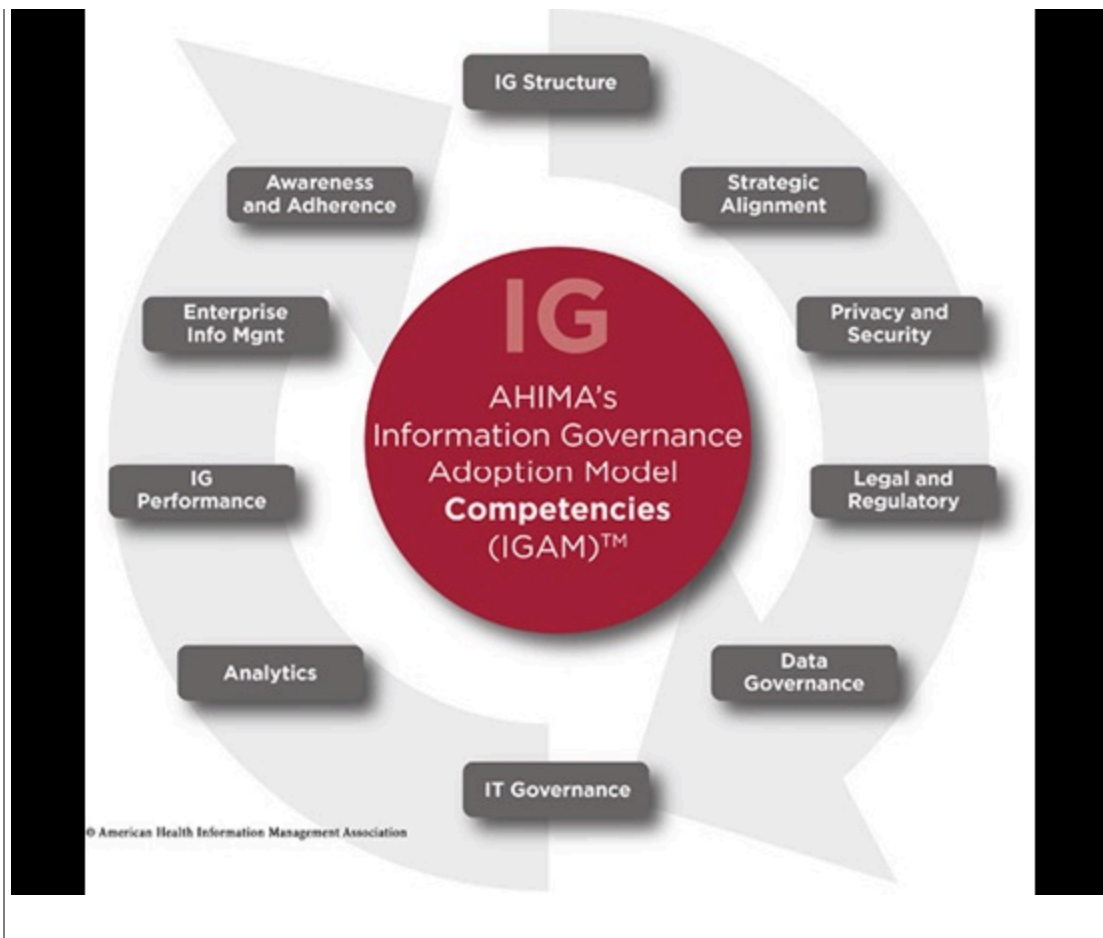 IG Structure
Strategic
Alignment
Privacy and
Security
Legal and
Regulatory
Data
Governance
IT Governance
Analytics
IG
Performance
Enterprise
Info Mgnt
Awareness
and Adherence
IG
AHIMA's
Information Governance
Adoption Model
Competencies
(IGAM)™
© American Health Information Management Association